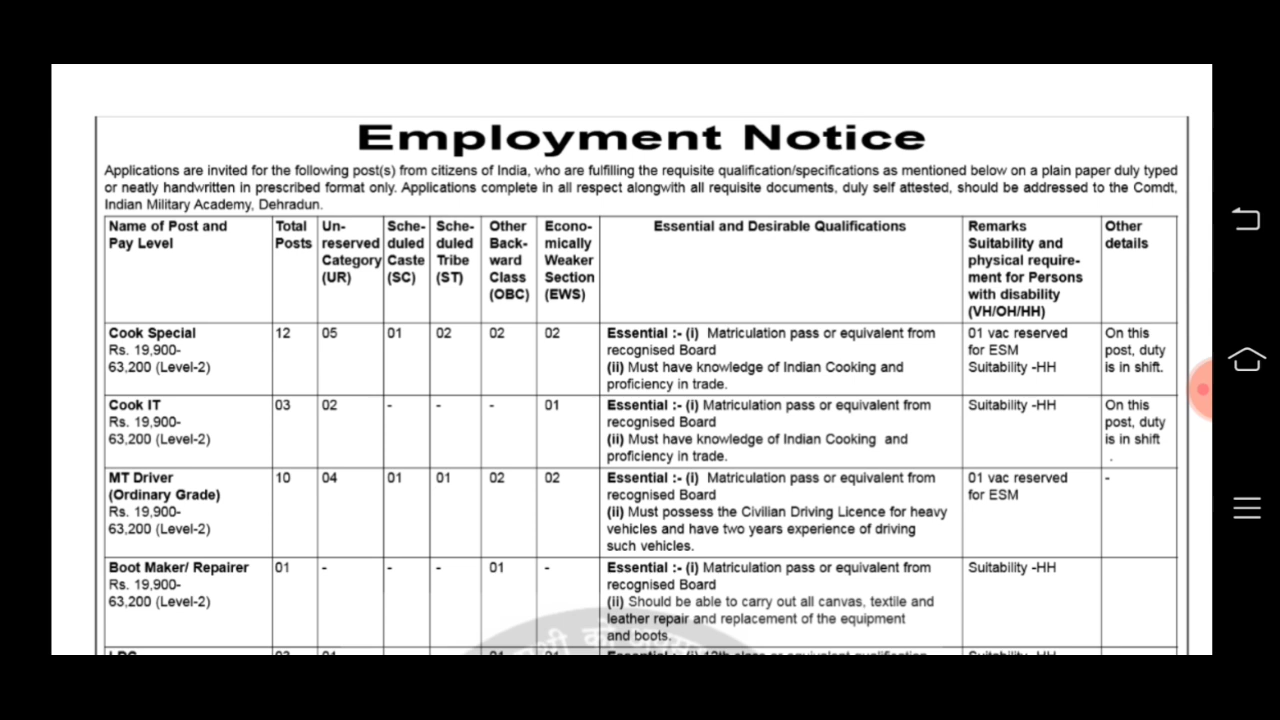 Employment Notice
Applications are invited for the following post(s) from citizens of India, who are fulfilling the requisite qualification/specifications as mentioned below on a plain paper duly typed
or neatly handwritten in prescribed format only. Applications complete in all respect alongwith all requisite documents, duly self attested, should be addressed to the Comdt,
Indian Military Academy, Dehradun.
Name of Post and Pay Level
Total Posts
Un-reserved Category (UR)
Sche-duled Caste (SC)
Sche-duled Tribe (ST)
Other Back-ward Class (OBC)
Econo-mically Weaker Section (EWS)
Essential and Desirable Qualifications
Remarks Suitability and physical require-ment for Persons with disability (VH/OH/HH)
Other details
Cook Special 12 05 01 02 02 02 Essential :- (i) Matriculation pass or equivalent from 01 vac reserved On this
Rs. 19,900- recognised Board for ESM post, duty
63,200 (Level-2) (ii) Must have knowledge of Indian Cooking and Suitability -HH is in shift.
proficiency in trade.
Cook IT 03 02 - - - 01 Essential :- (i) Matriculation pass or equivalent from Suitability -HH On this
Rs. 19,900- recognised Board post, duty
63,200 (Level-2) (ii) Must have knowledge of Indian Cooking and is in shift
proficiency in trade. .
MT Driver 10 04 01 01 02 02 Essential :- (i) Matriculation pass or equivalent from 01 vac reserved -
(Ordinary Grade) recognised Board for ESM
Rs. 19,900- (ii) Must possess the Civilian Driving Licence for heavy
63,200 (Level-2) vehicles and have two years experience of driving
such vehicles.
Boot Maker/ Repairer 01 - - - 01 - Essential :- (i) Matriculation pass or equivalent from Suitability -HH
Rs. 19,900- recognised Board
63,200 (Level-2) (ii) Should be able to carry out all canvas, textile and
leather repair and replacement of the equipment
and boots.